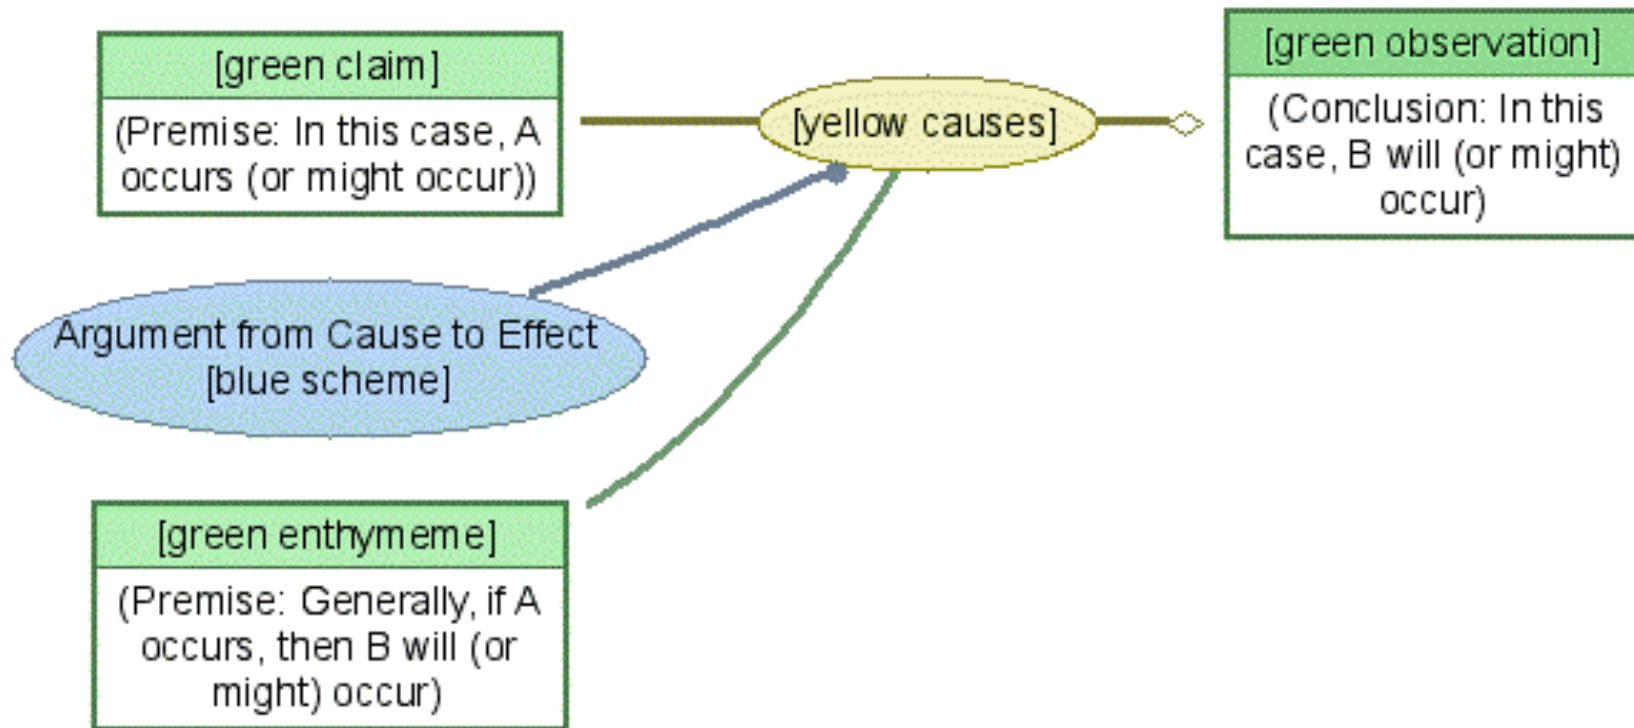 [green claim]
(Premise: In this case, A
occurs (or might occur))
[yellow causes]
[green observation]
(Conclusion: In this
case, B will (or might)
occur)
Argument from Cause to Effect
[blue scheme]
[green enthymeme]
(Premise: Generally, if A
occurs, then B will (or
might) occur)